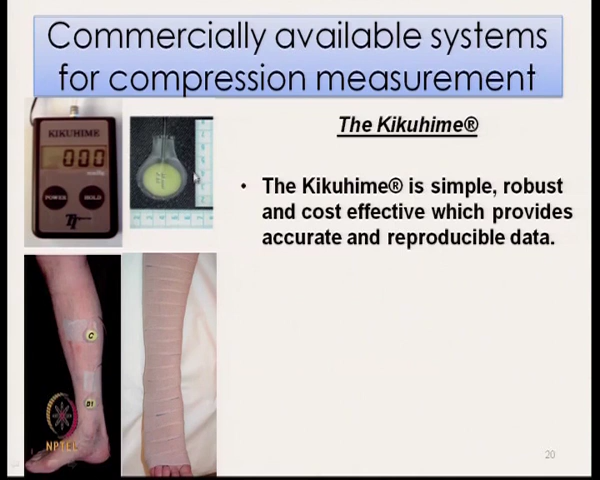 Commercially available systems
for compression measurement
The Kikuhime®
KIKUHIME
000
POWER
HOLD
• The Kikuhime® is simple, robust
and cost effective which provides
accurate and reproducible data.
C
B1
NPTEL
20